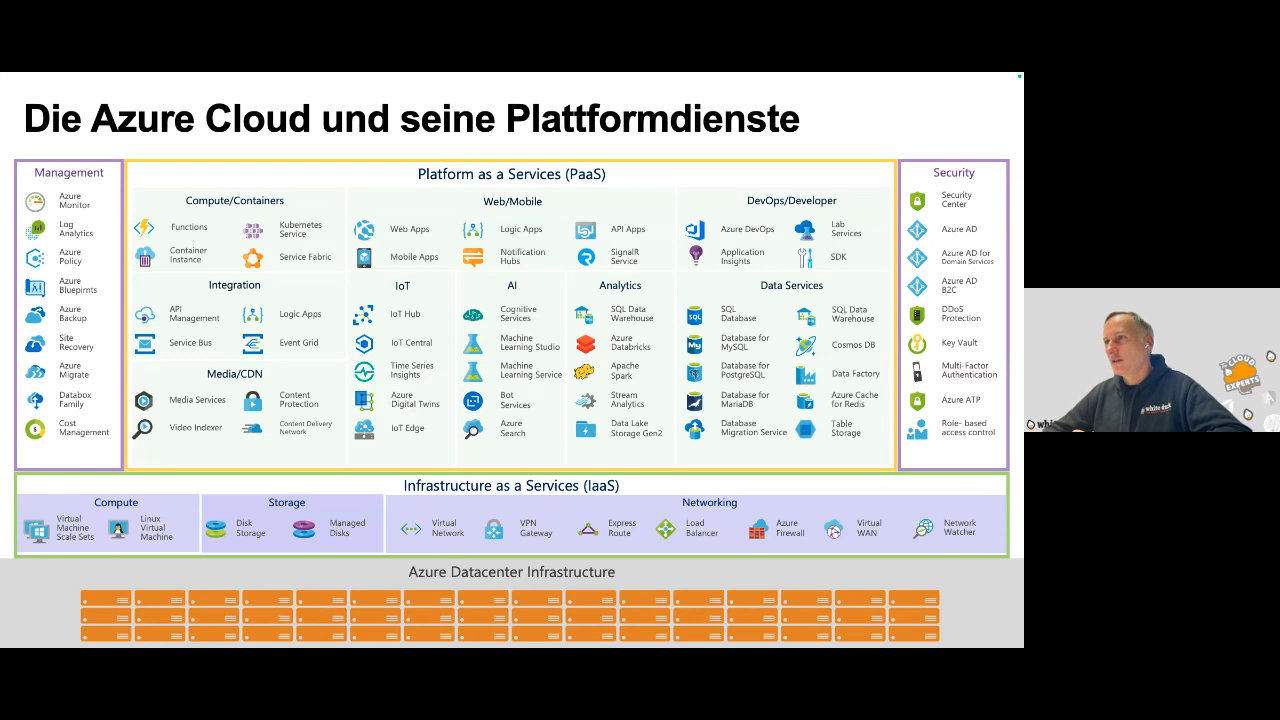 Die Azure Cloud und seine Plattformdienste
Management
Azure
Monitor
Log
Analytics
Azure
Policy
Azure
Blueprints
Azure
Backup
Site
Recovery
Azure
Migrate
Databox
Family
Cost
Management
Platform as a Services (PaaS)
Compute/Containers
Functions
Kubernetes
Service
Container
Instance
Service Fabric
Web/Mobile
Web Apps
Logic Apps
API Apps
Mobile Apps
Notification
Hubs
SignalR
Service
DevOps/Developer
Azure DevOps
Lab
Services
Application
Insights
SDK
Integration
API
Management
Logic Apps
Service Bus
Event Grid
Media/CDN
Media Services
Content
Protection
Video Indexer
Content Delivery
Network
IoT
IoT Hub
IoT Central
Time Series
Insights
Azure
Digital Twins
IoT Edge
AI
Cognitive
Services
Machine
Learning Studio
Machine
Learning Service
Bot
Services
Azure
Search
Analytics
SQL Data
Warehouse
Azure
Databricks
Apache
Spark
Stream
Analytics
Data Lake
Storage Gen2
Data Services
SQL
SQL
Database
SQL Data
Warehouse
My
Database for
MySQL
Cosmos DB
Database for
PostgreSQL
Data Factory
Database for
MariaDB
Azure Cache
for Redis
Database
Migration Service
Table
Storage
Security
Security
Center
Azure AD
Azure AD for
Domain Services
Azure AD
B2C
DDoS
Protection
Key Vault
Multi-Factor
Authentication
Azure ATP
Role- based
access control
Infrastructure as a Services (IaaS)
Compute
Virtual
Machine
Scale Sets
Linux
Virtual
Machine
Storage
Disk
Storage
Managed
Disks
Networking
Virtual
Network
VPN
Gateway
Express
Route
Load
Balancer
Azure
Firewall
Virtual
WAN
Network
Watcher
Azure Datacenter Infrastructure
CLOUD
EXPERTS
white duck
whi